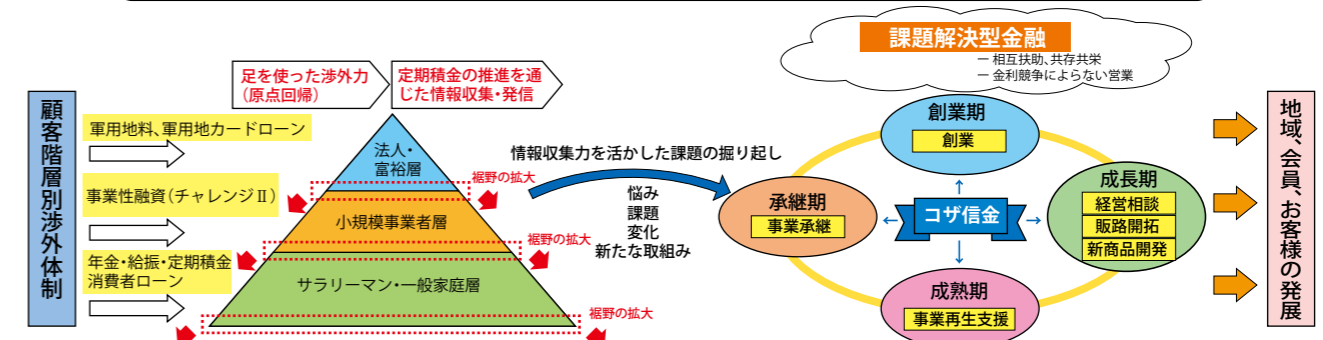 課題解決型金融
― 相互扶助、共存共栄
― 金利競争によらない営業
足を使った渉外力
（原点回帰）
定期積金の推進を通
じた情報収集・発信
顧客階層別渉外体制
軍用地料、軍用地カードローン
事業性融資（チャレンジⅡ）
年金・給振・定期積金
消費者ローン
法人・
富裕層
裾野の拡大
小規模事業者層
裾野の拡大
サラリーマン・一般家庭層
裾野の拡大
情報収集力を活かした課題の掘り起し
悩み
課題
変化
新たな取組み
創業期
創業
承継期
事業承継
コザ信金
成長期
経営相談
販路開拓
新商品開発
成熟期
事業再生支援
地域、会員、お客様の発展